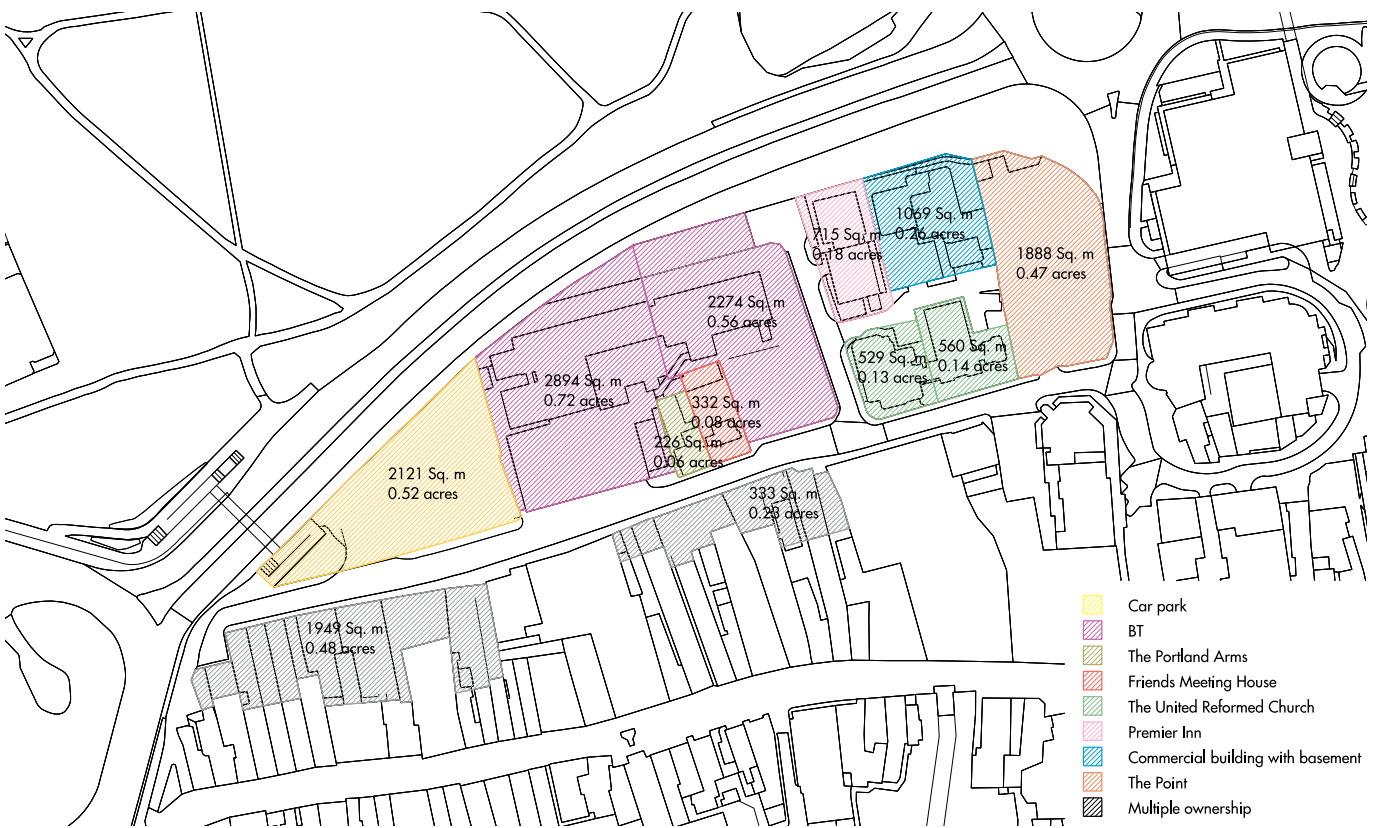 1069 Sq. m
0.26 acres
715 Sq. m
0.18 acres
1888 Sq. m
0.47 acres
2274 Sq. m
0.56 acres
560 Sq. m
0.14 acres
529 Sq. m
0.13 acres
2894 Sq. m
0.72 acres
332 Sq. m
0.08 acres
226 Sq. m
0.06 acres
2121 Sq. m
0.52 acres
333 Sq. m
0.23 acres
1949 Sq. m
0.48 acres
Car park
BT
The Portland Arms
Friends Meeting House
The United Reformed Church
Premier Inn
Commercial building with basement
The Point
Multiple ownership